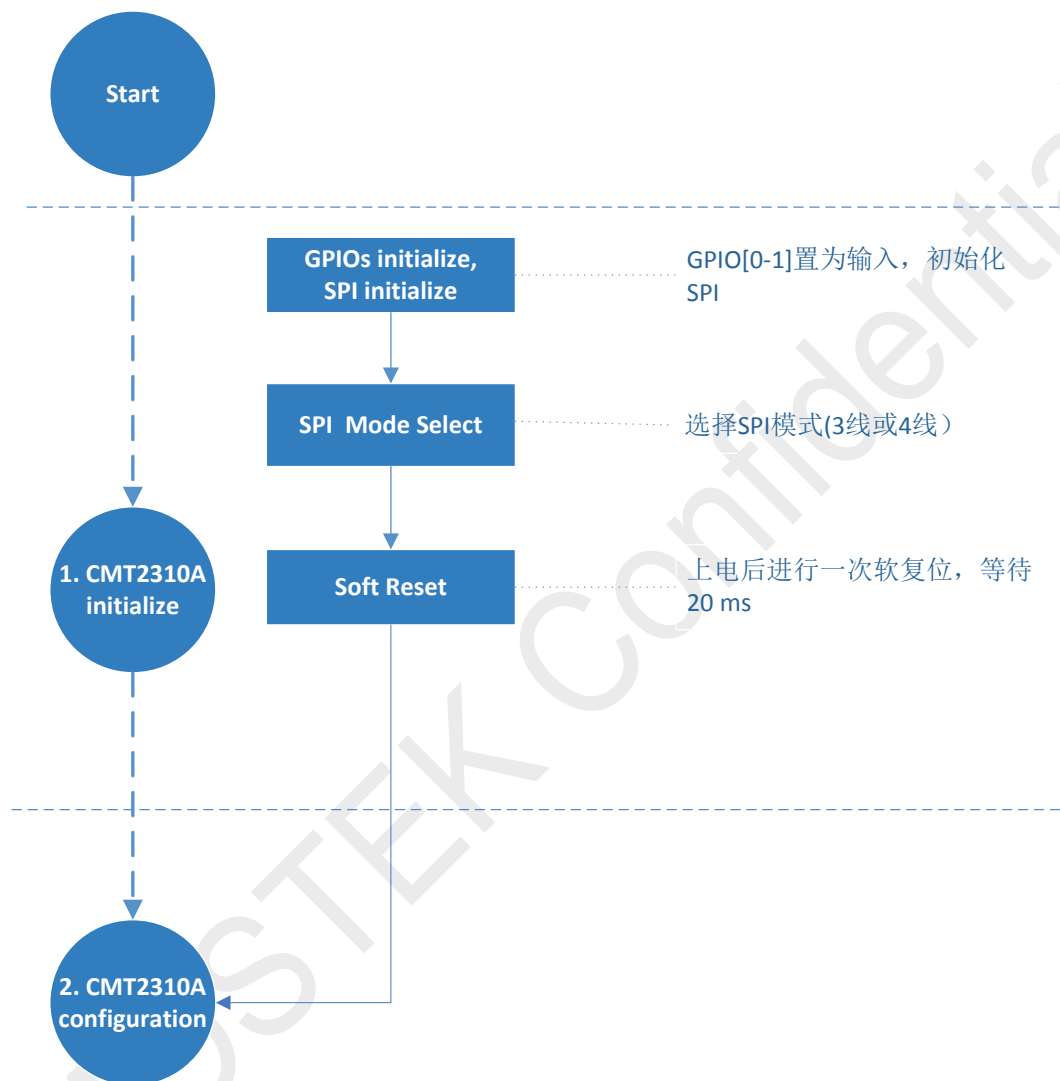 Start
GPIOs initialize,
SPI initialize
GPIO[0-1]置为输入，初始化
SPI
SPI Mode Select
选择SPI模式(3线或4线）
1. CMT2310A
initialize
Soft Reset
上电后进行一次软复位，等待
20 ms
2. CMT2310A
configuration